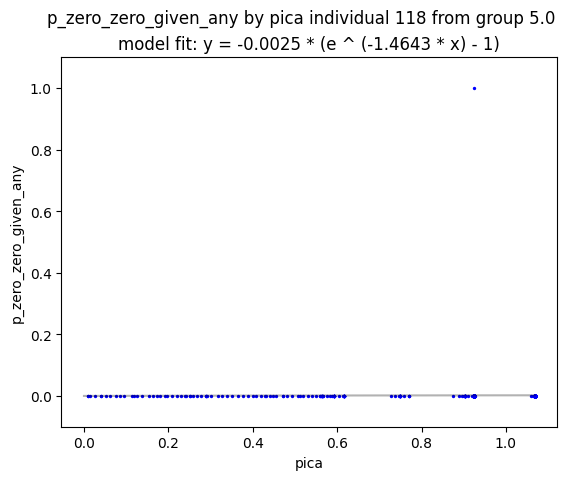 p_zero_zero_given_any by pica individual 118 from group 5.0
model fit: y = -0.0025 * (e ^ (-1.4643 * x) - 1)
1.0
0.8
0.6
0.4
0.2
0.0
p_zero_zero_given_any
0.0 0.2 0.4 0.6 0.8 1.0
pica